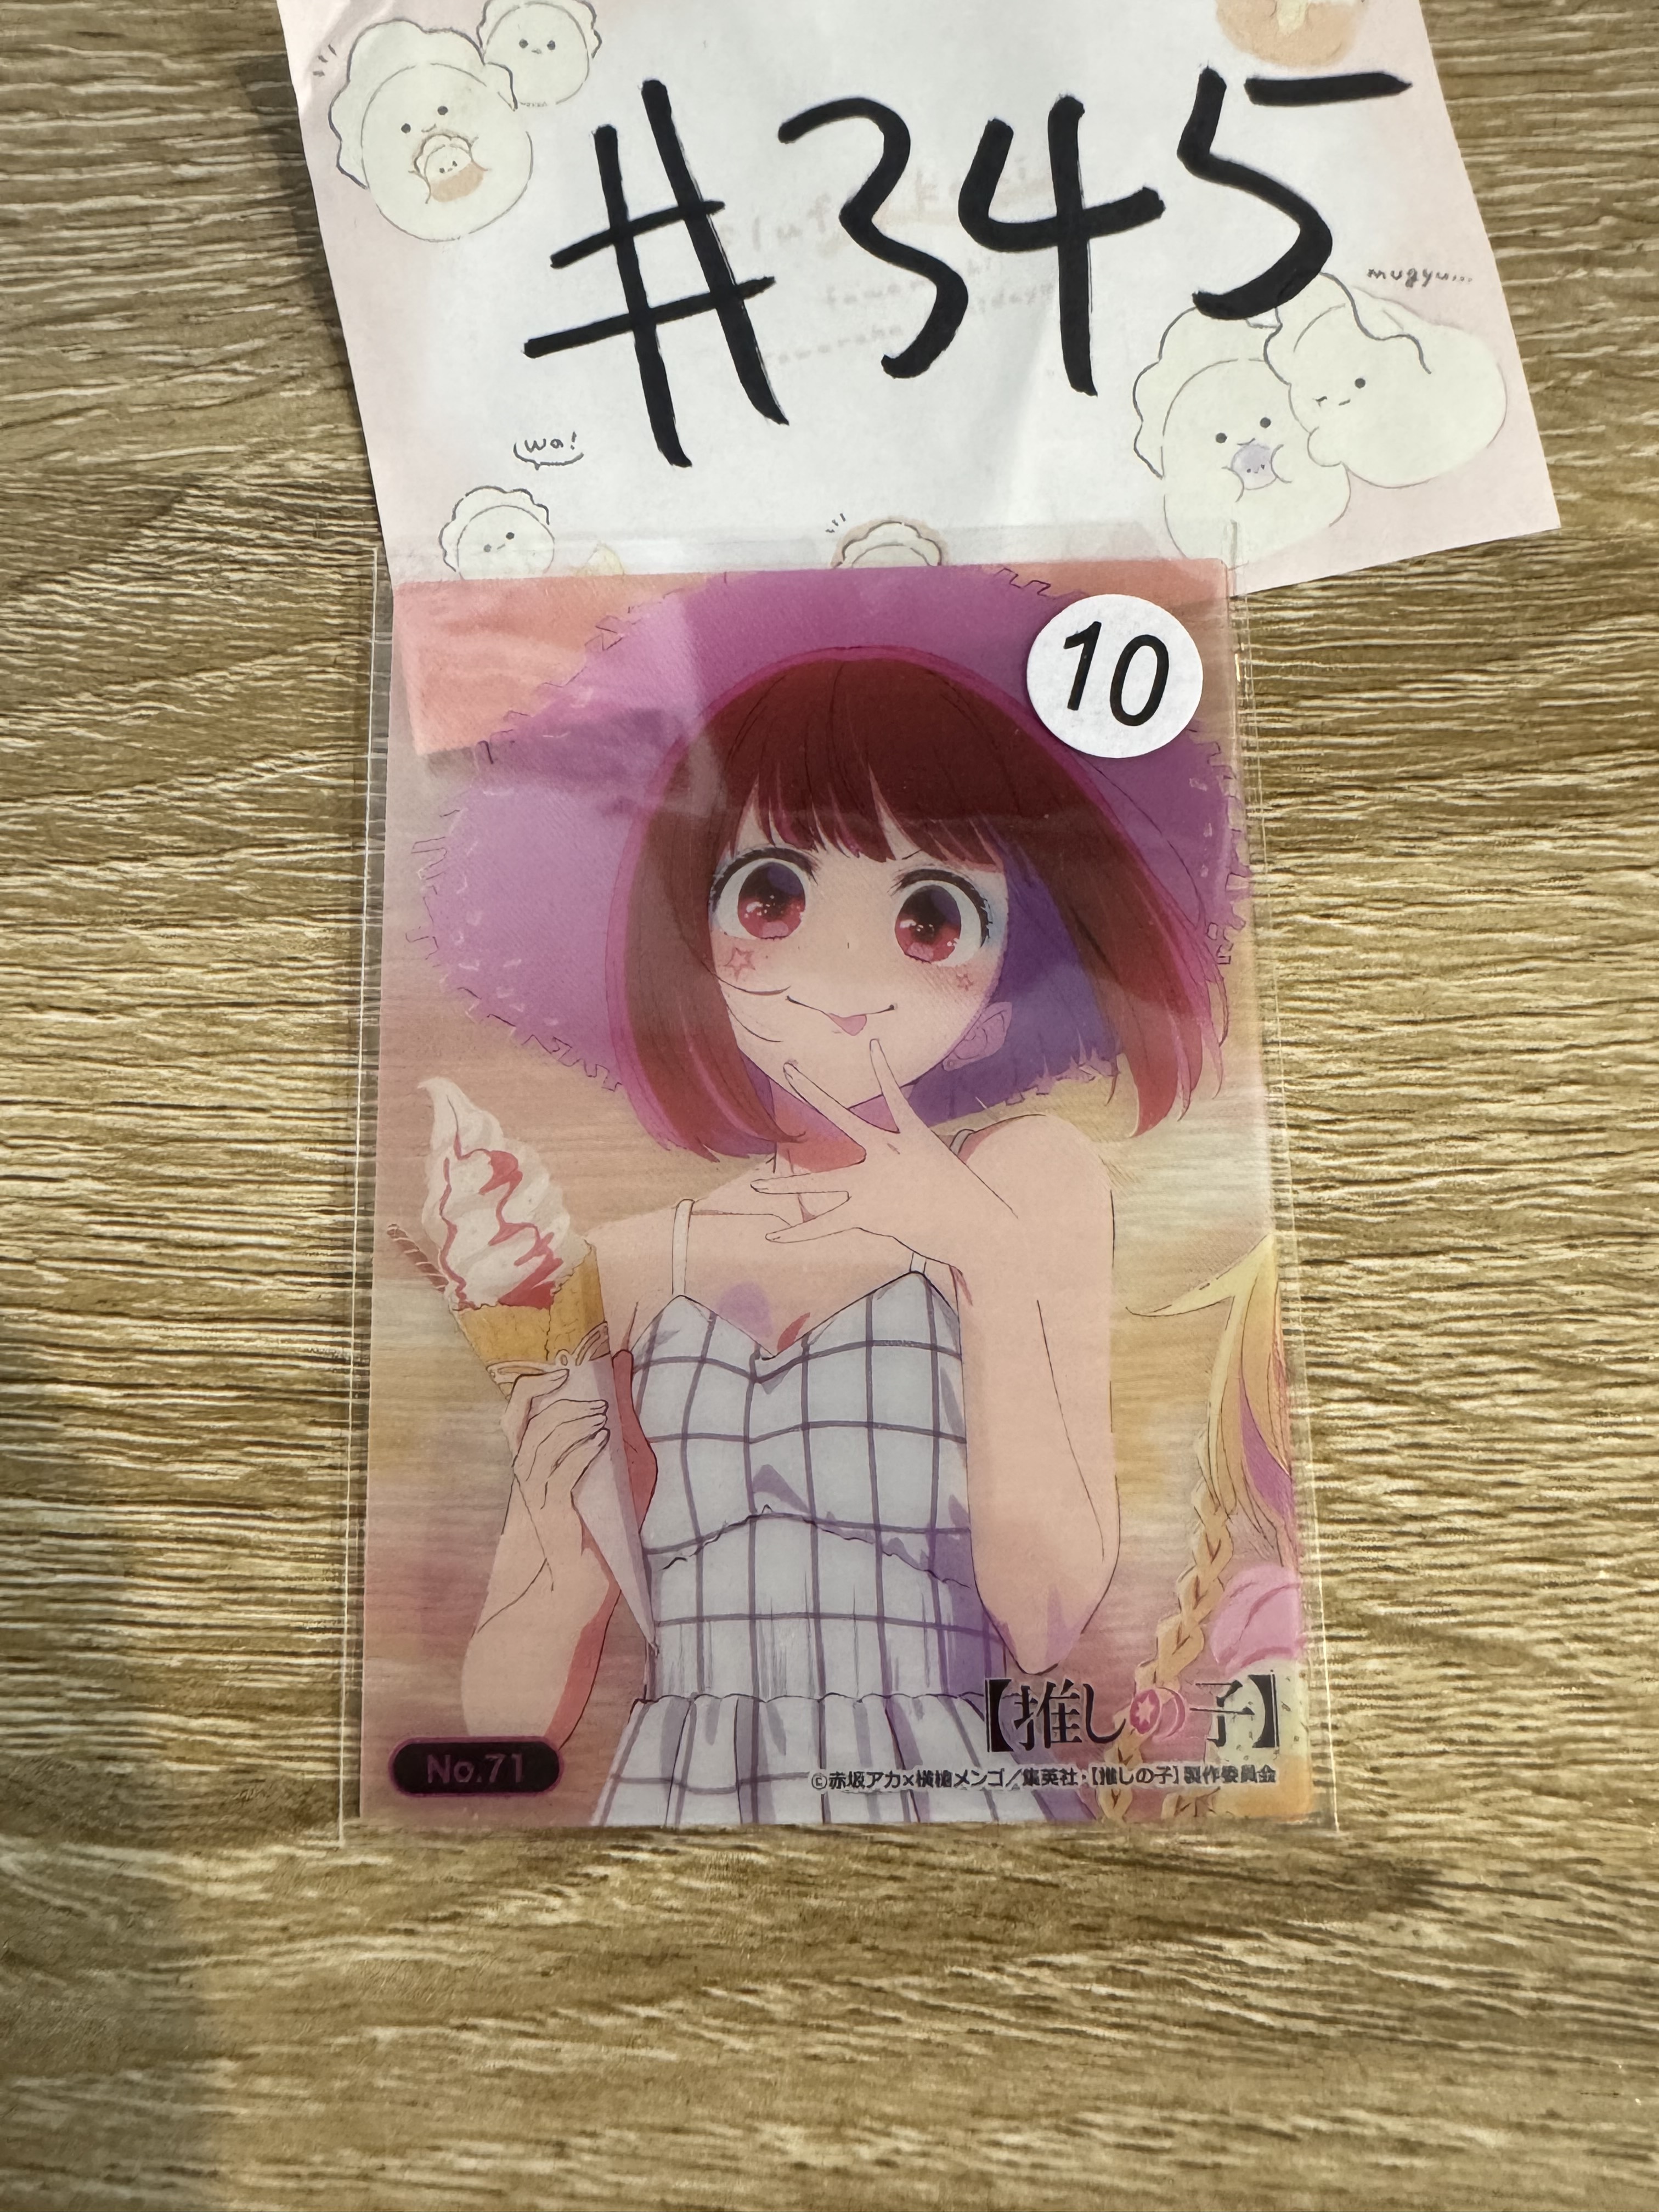 #345
mugyu...
wa!
10
【推しの子】
No.71
©赤坂アカ×横槍メンゴ／集英社・【推しの子】製作委員会